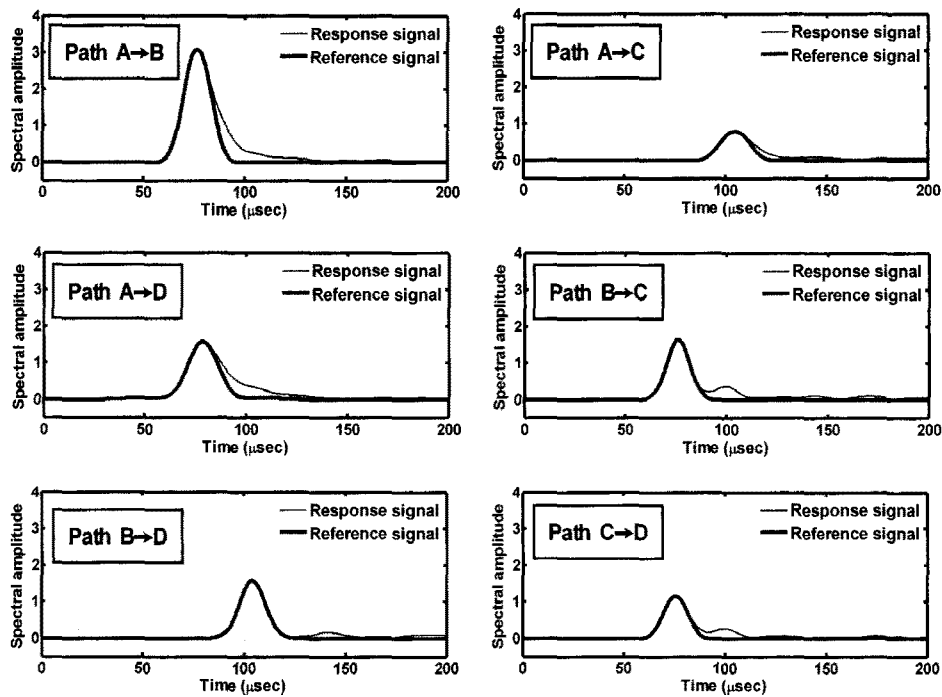 Path A→B
Response signal
Reference signal
Spectral amplitude
4
3
2
1
0
0 50 100 150 200
Time (μsec)
Path A→C
Response signal
Reference signal
Spectral amplitude
4
3
2
1
0
0 50 100 150 200
Time (μsec)
Path A→D
Response signal
Reference signal
Spectral amplitude
4
3
2
1
0
0 50 100 150 200
Time (μsec)
Path B→C
Response signal
Reference signal
Spectral amplitude
4
3
2
1
0
0 50 100 150 200
Time (μsec)
Path B→D
Response signal
Reference signal
Spectral amplitude
4
3
2
1
0
0 50 100 150 200
Time (μsec)
Path C→D
Response signal
Reference signal
Spectral amplitude
4
3
2
1
0
0 50 100 150 200
Time (μsec)